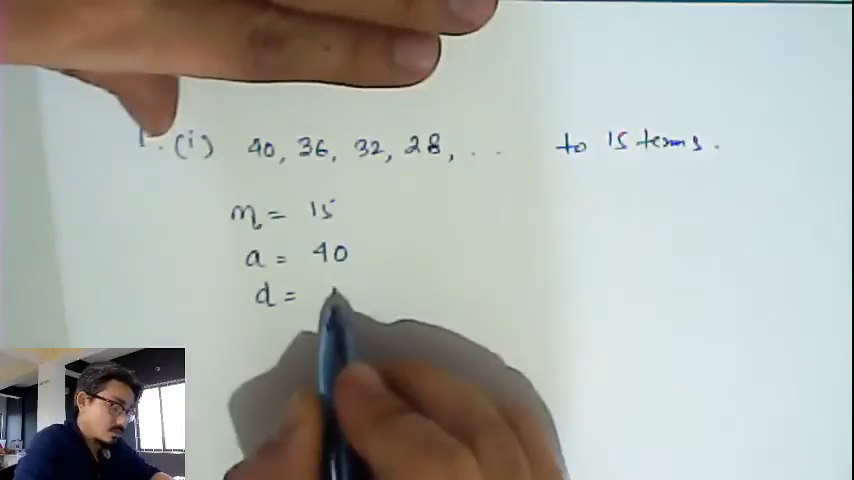 1. (i) 40, 36, 32, 28, . . . to 15 terms.
n = 15
a = 40
d =